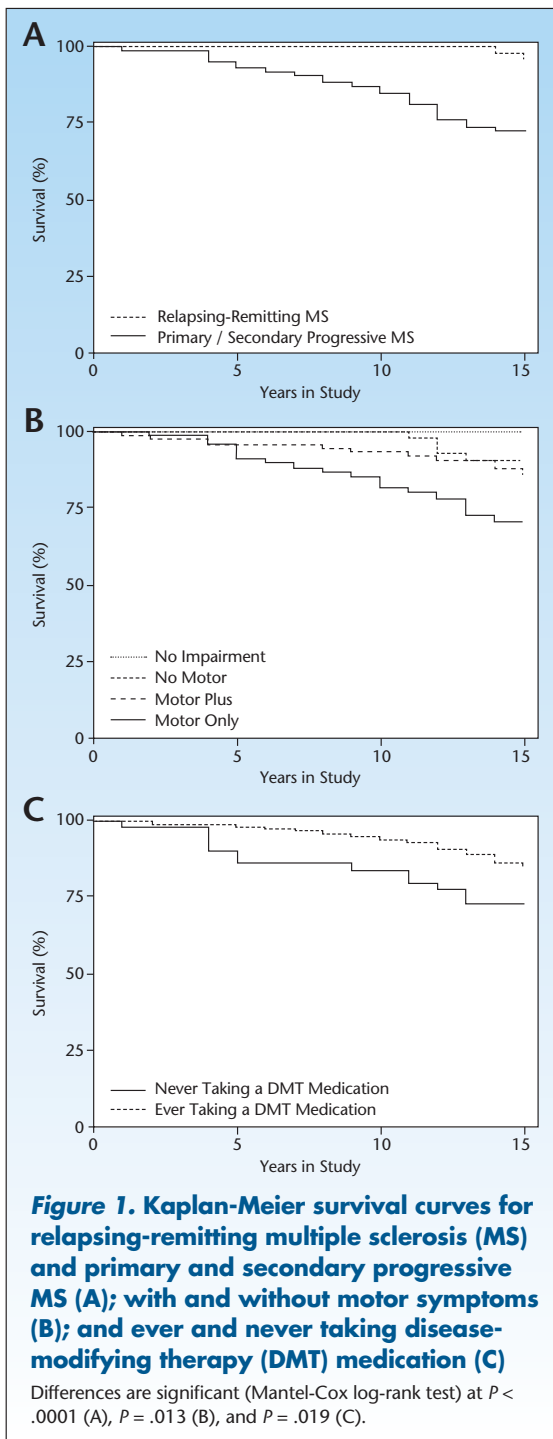 A
100
75
50
25
0
Survival (%)
Relapsing-Remitting MS
Primary / Secondary Progressive MS
0 5 10 15
Years in Study
B
100
75
50
25
0
Survival (%)
No Impairment
No Motor
Motor Plus
Motor Only
0 5 10 15
Years in Study
C
100
75
50
25
0
Survival (%)
Never Taking a DMT Medication
Ever Taking a DMT Medication
0 5 10 15
Years in Study
Figure 1. Kaplan-Meier survival curves for
relapsing-remitting multiple sclerosis (MS)
and primary and secondary progressive
MS (A); with and without motor symptoms
(B); and ever and never taking disease-
modifying therapy (DMT) medication (C)
Differences are significant (Mantel-Cox log-rank test) at P <
.0001 (A), P = .013 (B), and P = .019 (C).